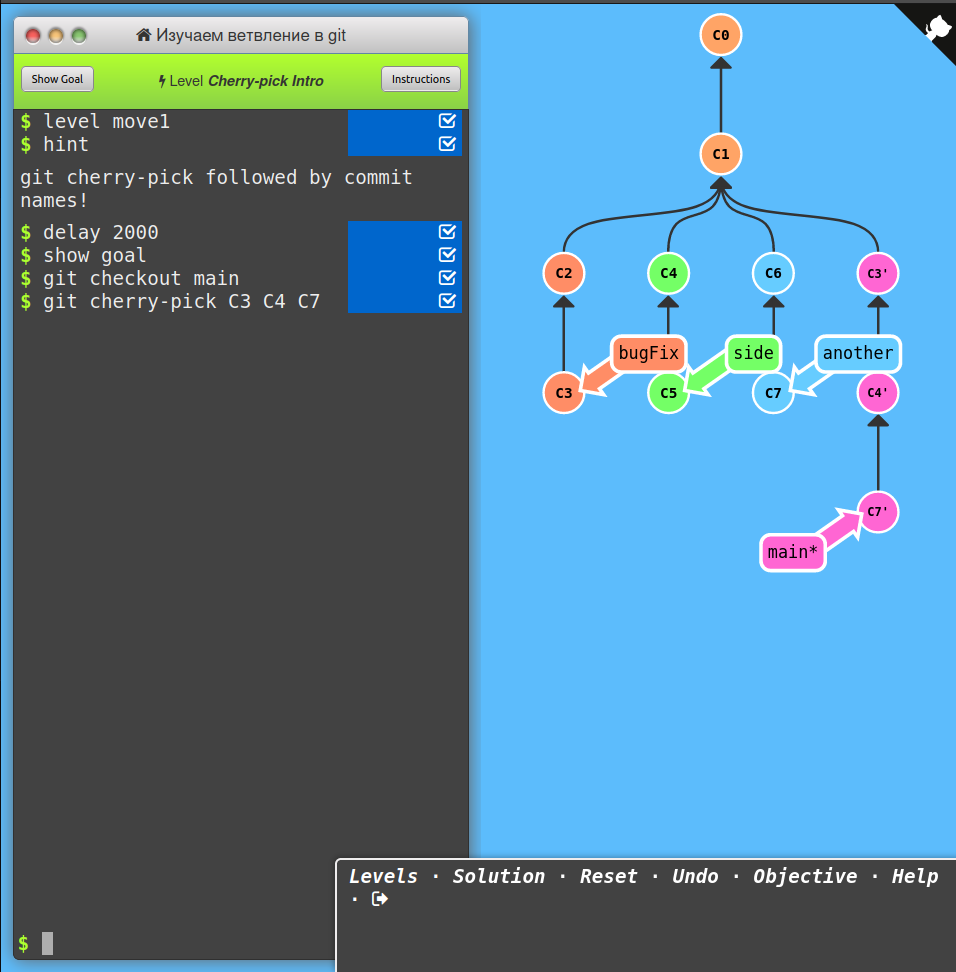 Изучаем ветвление в git
Show Goal
Level Cherry-pick Intro
Instructions
$ level move1
$ hint
git cherry-pick followed by commit
names!
$ delay 2000
$ show goal
$ git checkout main
$ git cherry-pick C3 C4 C7
$
C0
C1
C2
C4
C6
C3'
bugFix
side
another
C3
C5
C7
C4'
C7'
main*
Levels · Solution · Reset · Undo · Objective · Help
·